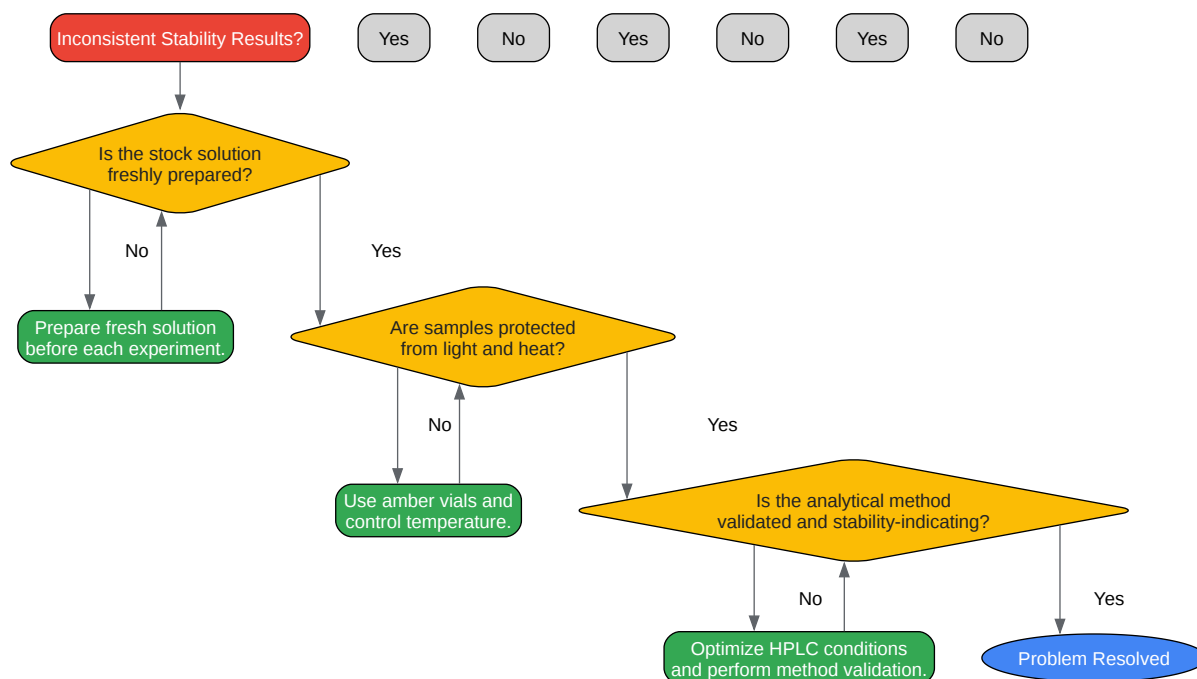 Inconsistent Stability Results?
Yes
No
Yes
No
Yes
No
Is the stock solution
freshly prepared?
No
Yes
Prepare fresh solution
before each experiment.
Are samples protected
from light and heat?
No
Yes
Use amber vials and
control temperature.
Is the analytical method
validated and stability-indicating?
No
Yes
Optimize HPLC conditions
and perform method validation.
Problem Resolved